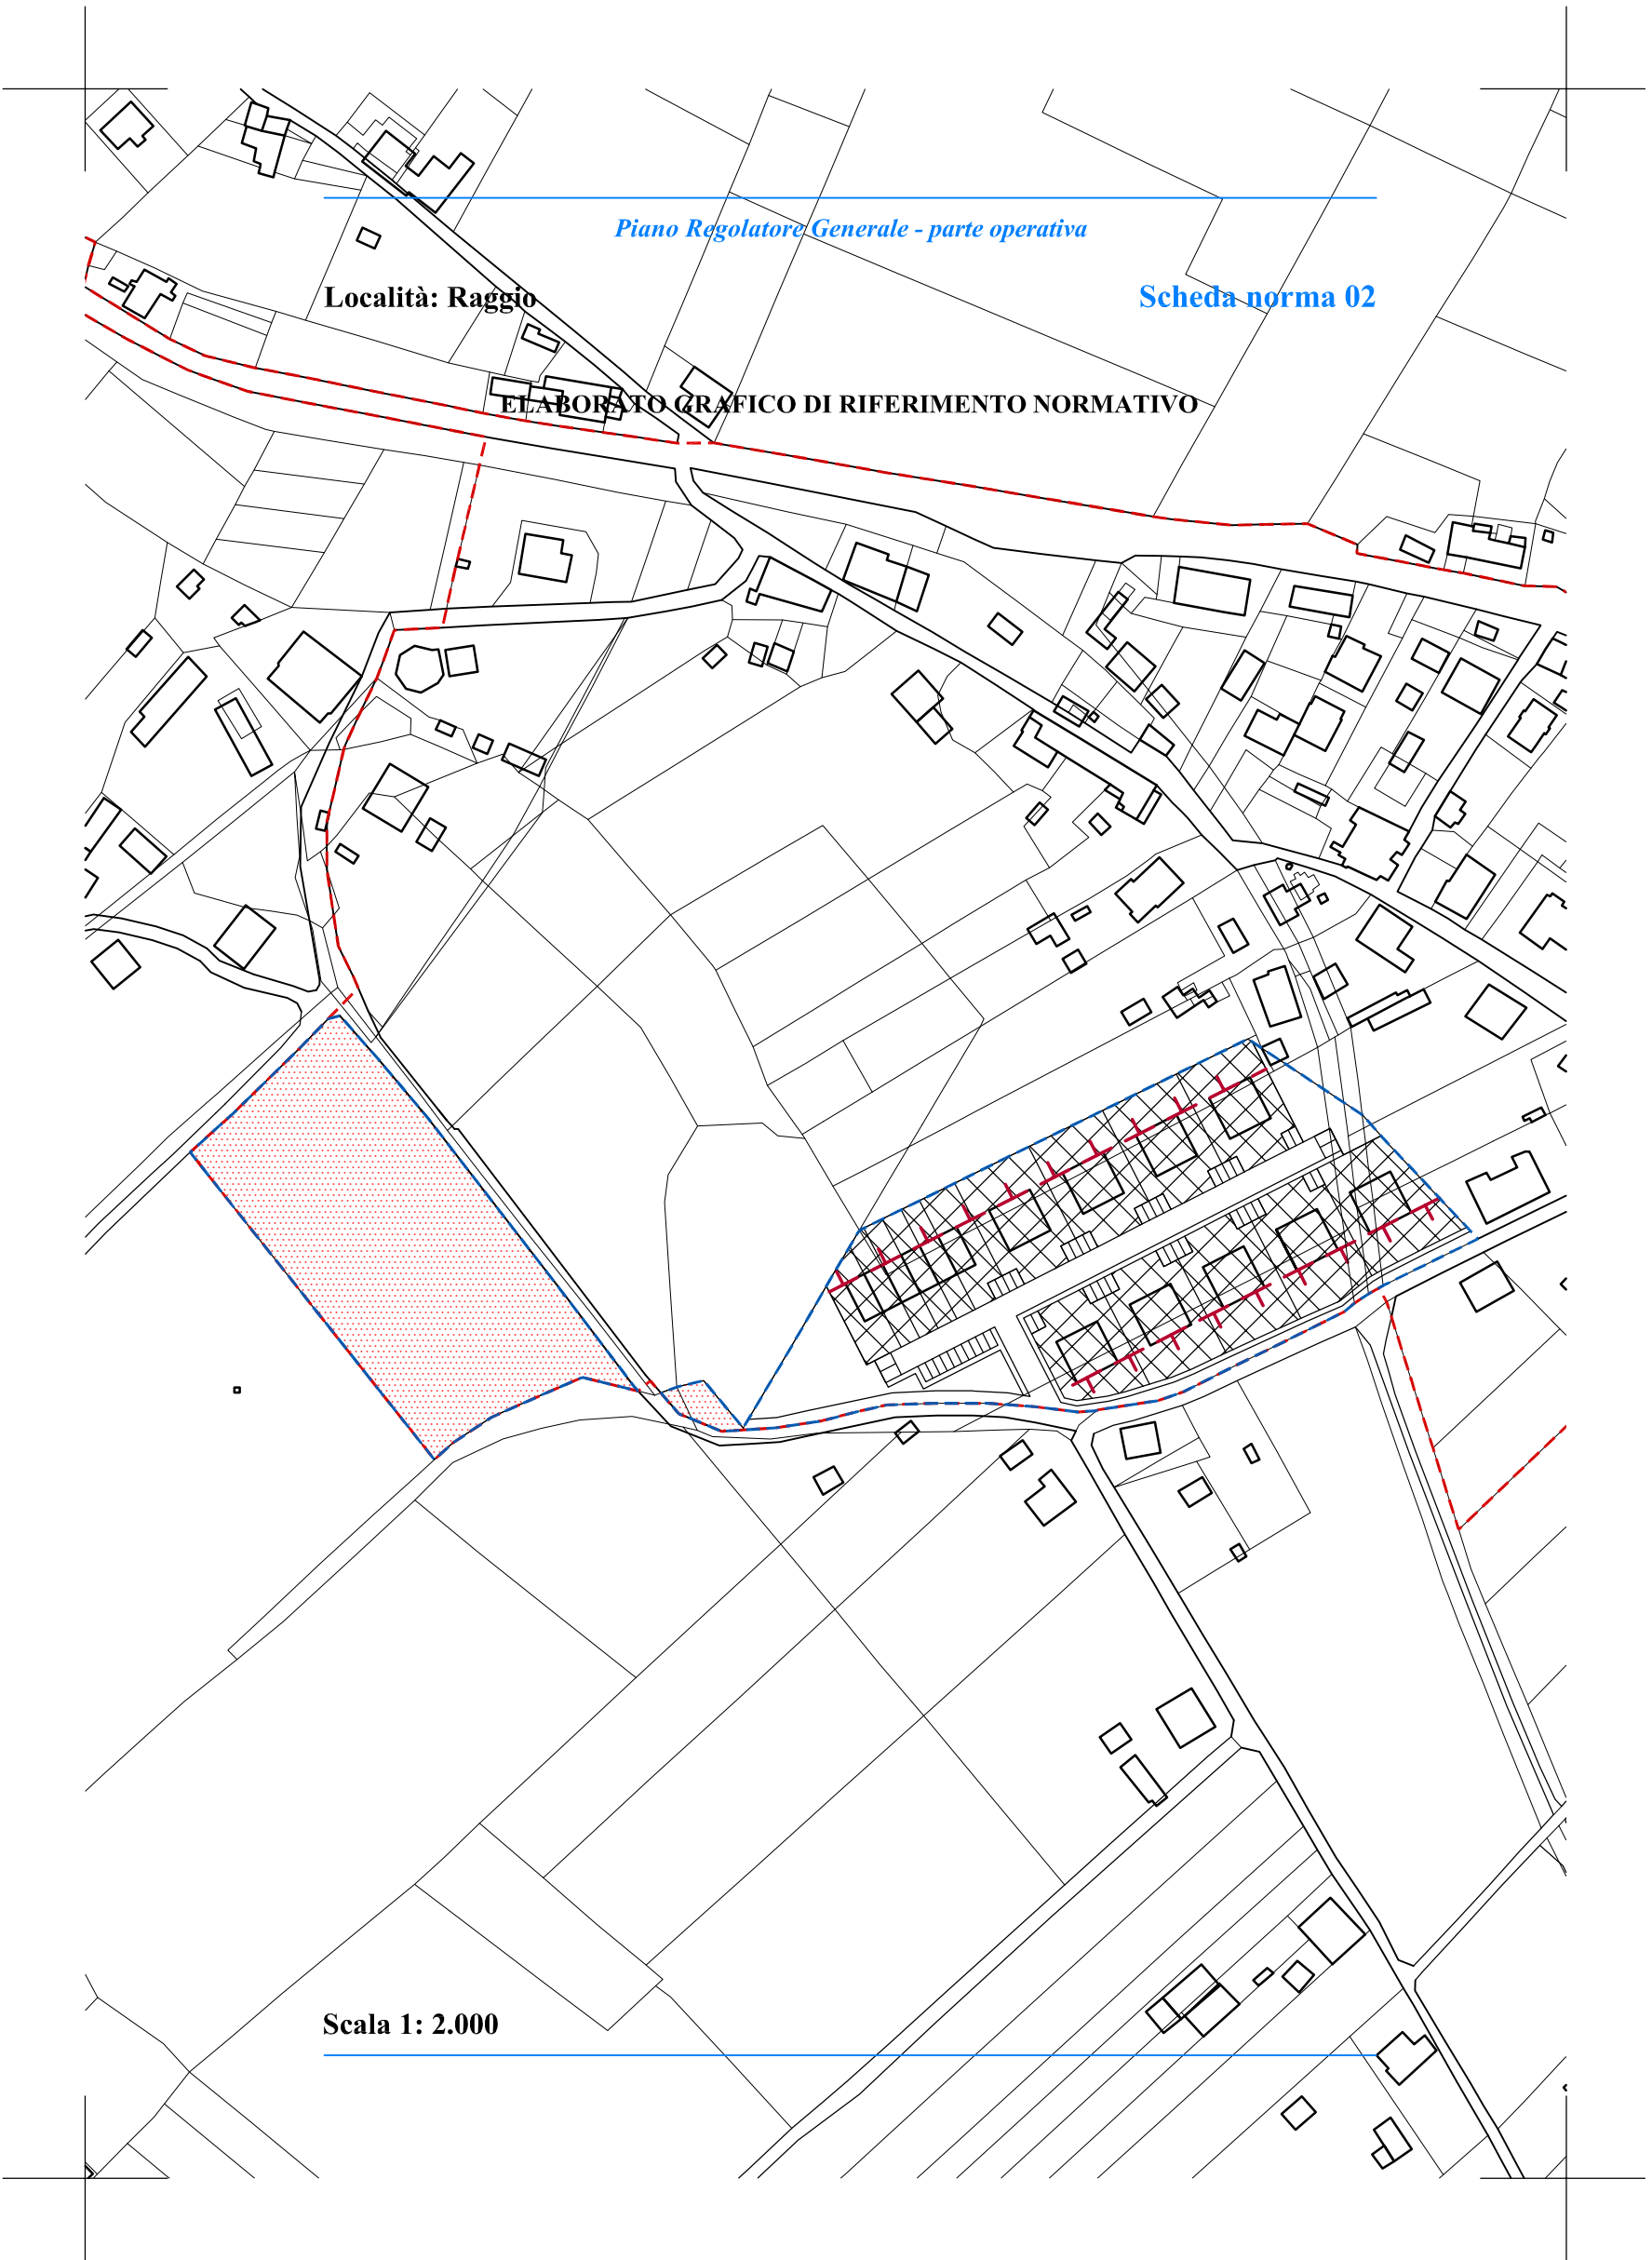 Piano Regolatore Generale - parte operativa
Località: Raggio
Scheda norma 02
ELABORATO GRAFICO DI RIFERIMENTO NORMATIVO
Scala 1: 2.000